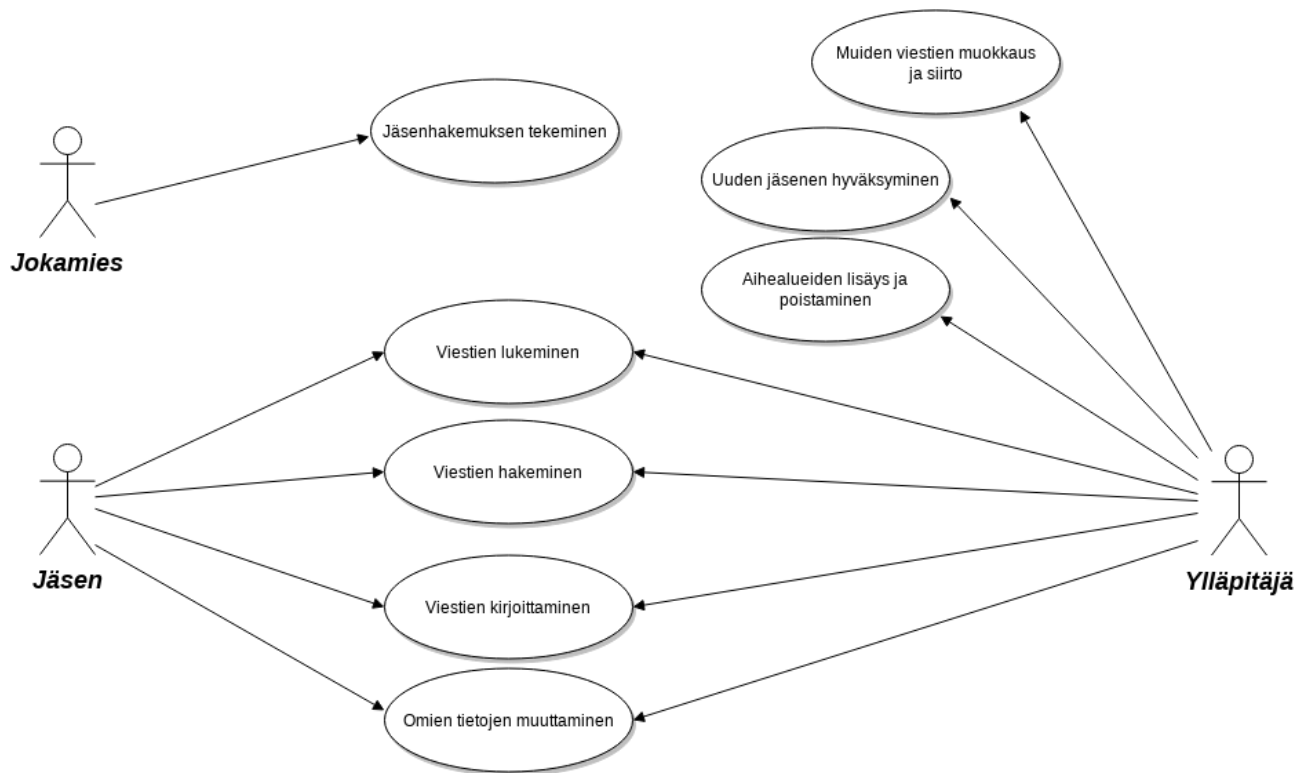 Muiden viestien muokkaus
ja siirto
Jäsenhakemuksen tekeminen
Uuden jäsenen hyväksyminen
Jokamies
Aihealueiden lisäys ja
poistaminen
Viestien lukeminen
Viestien hakeminen
Jäsen
Ylläpitäjä
Viestien kirjoittaminen
Omien tietojen muuttaminen